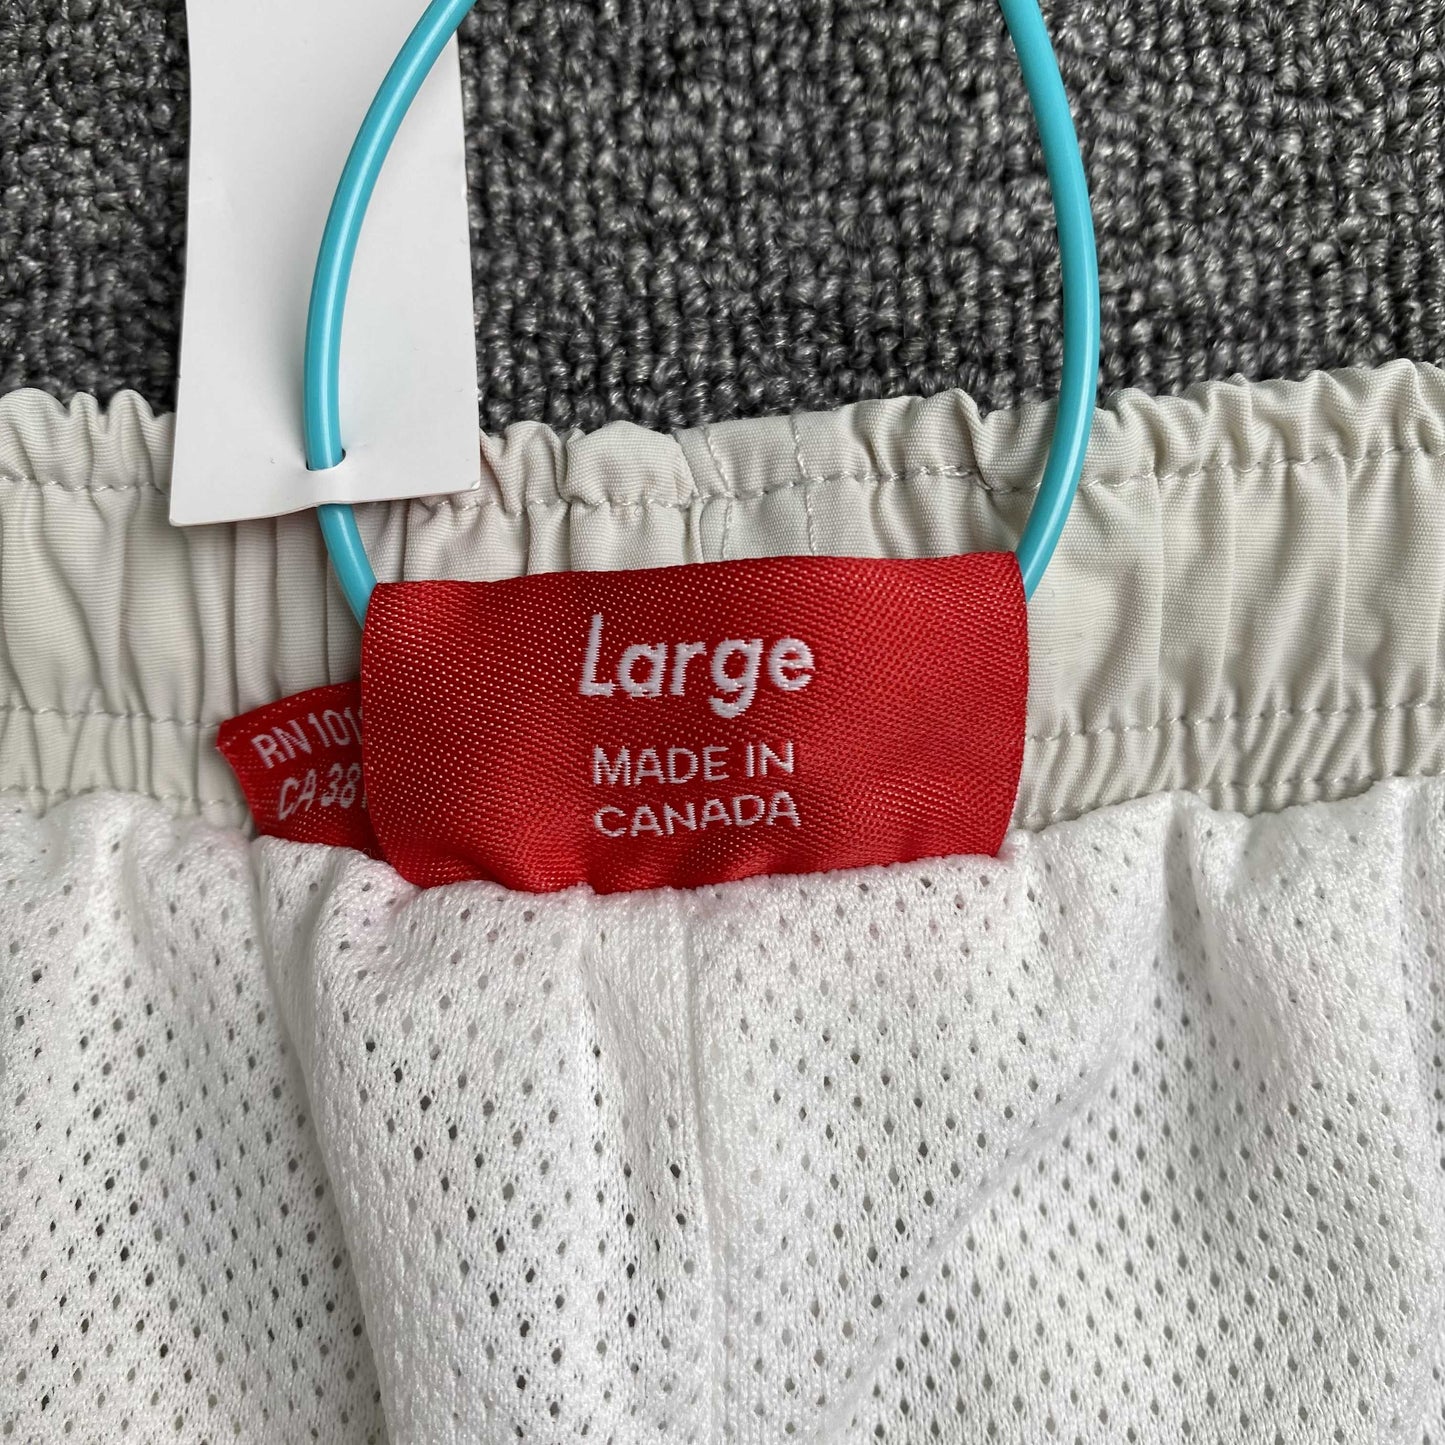 Large
MADE IN
CANADA
RN 101
CA 38